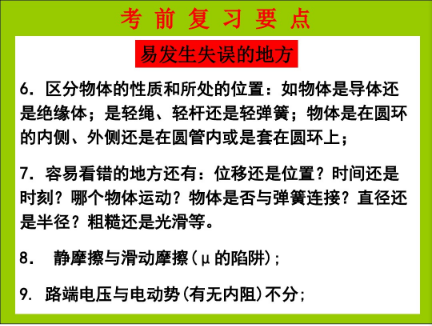 考 前 复 习 要 点
易发生失误的地方
6．区分物体的性质和所处的位置：如物体是导体还
是绝缘体；是轻绳、轻杆还是轻弹簧；物体是在圆环
的内侧、外侧还是在圆管内或是套在圆环上；
7．容易看错的地方还有：位移还是位置？时间还是
时刻？哪个物体运动？物体是否与弹簧连接？直径还
是半径？粗糙还是光滑等。
8． 静摩擦与滑动摩擦(μ的陷阱)；
9. 路端电压与电动势(有无内阻)不分；